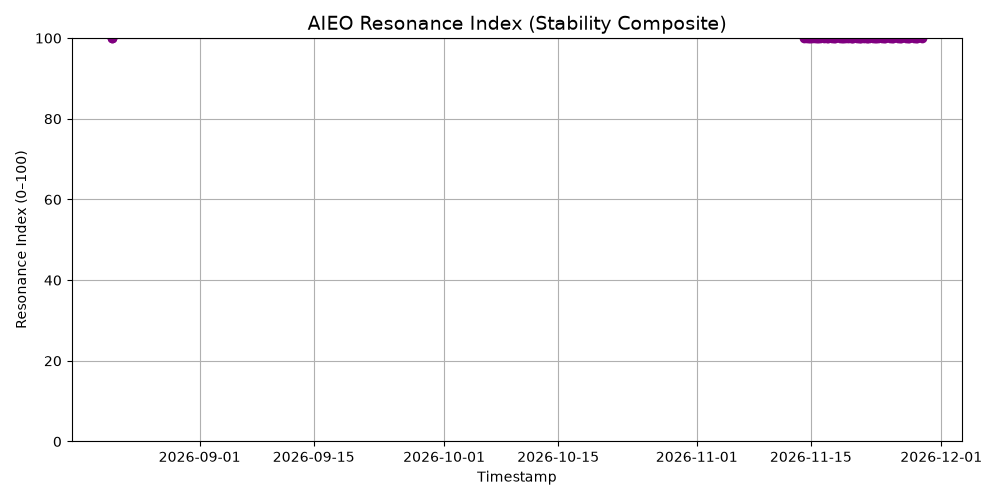 AIEO Resonance Index (Stability Composite)
100
80
60
40
20
0
Resonance Index (0–100)
2026-09-01 2026-09-15 2026-10-01 2026-10-15 2026-11-01 2026-11-15 2026-12-01
Timestamp